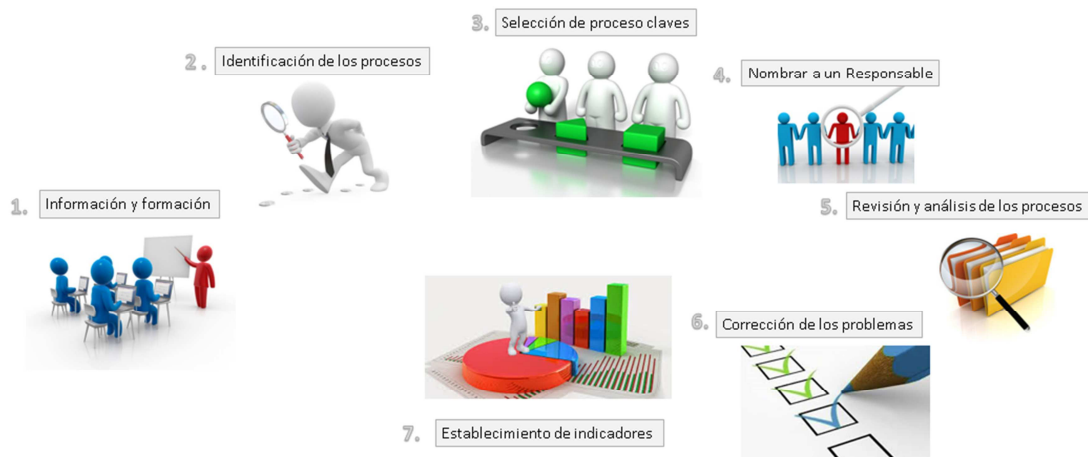 1. Información y formación
2. Identificación de los procesos
3. Selección de proceso claves
4. Nombrar a un Responsable
5. Revisión y análisis de los procesos
6. Corrección de los problemas
7. Establecimiento de indicadores